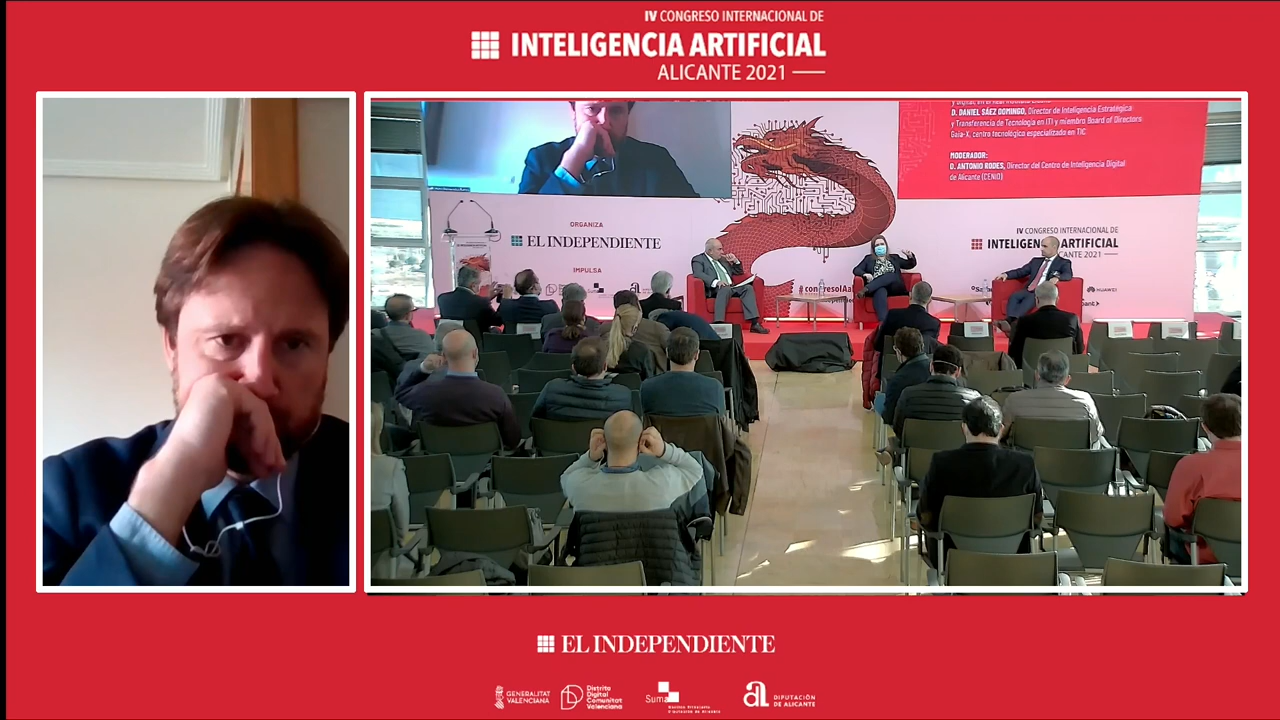 IV CONGRESO INTERNACIONAL DE
INTELIGENCIA ARTIFICIAL
ALICANTE 2021
D. DANIEL SÁEZ DOMINGO, Director de Inteligencia Estratégica
y Transferencia de Tecnología en ITI y miembro Board of Directors
Gaia-X, centro tecnológico especializado en TIC
MODERADOR:
D. ANTONIO RODES, Director del Centro de Inteligencia Digital
de Alicante (CENID)
ORGANIZA
EL INDEPENDIENTE
IMPULSA
IV CONGRESO INTERNACIONAL DE
INTELIGENCIA ARTIFICIAL
CANTE 2021
HUAWEI
EL INDEPENDIENTE
GENERALITAT
VALENCIANA
Distrito
Digital
Comunitat
Valenciana
Suma
DIPUTACIÓN
DE ALICANTE